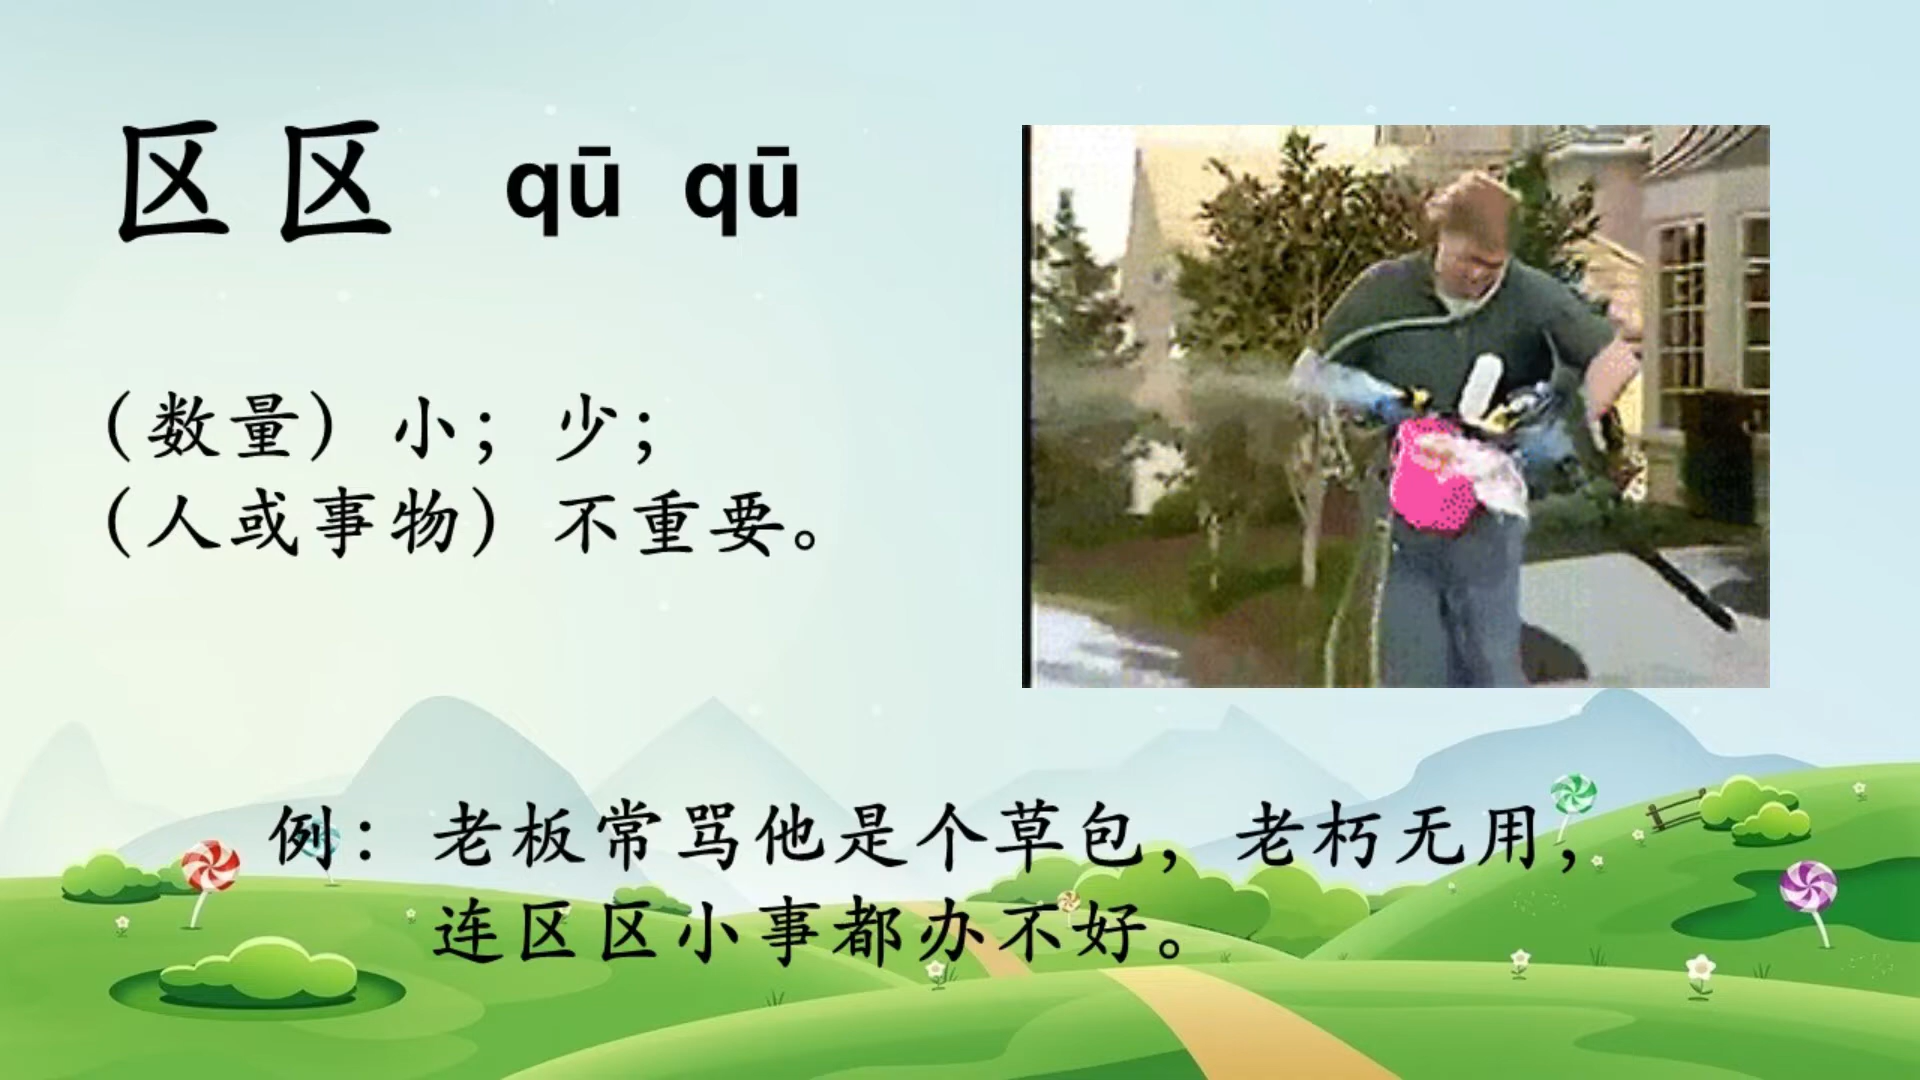 区区 qū qū
（数量）小；少；
（人或事物）不重要。
例：老板常骂他是个草包，老朽无用，
连区区小事都办不好。